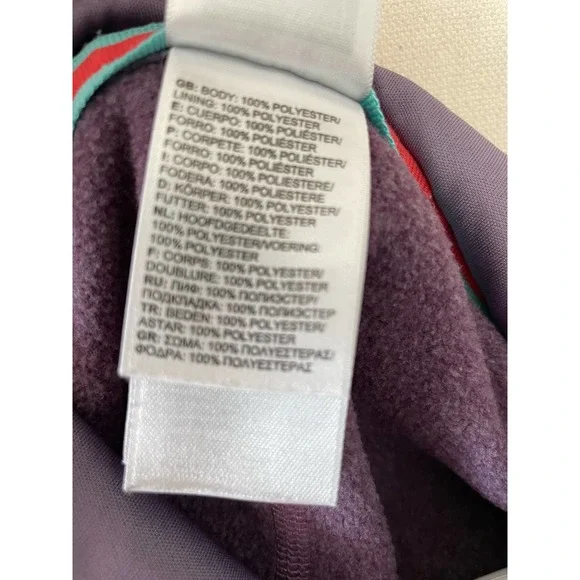 GB: BODY: 100% POLYESTER/
LINING: 100% POLYESTER
E: CUERPO: 100% POLIÉSTER/
FORRO: 100% POLIÉSTER
P: CORPETE: 100% POLIÉSTER/
FORRO: 100% POLIÉSTER
I: CORPO: 100% POLIESTERE/
FODERA: 100% POLIESTERE
D: KÖRPER: 100% POLYESTER/
FUTTER: 100% POLYESTER
NL: HOOFDGEDEELTE:
100% POLYESTER/VOERING:
100% POLYESTER
F: CORPS: 100% POLYESTER/
DOUBLURE: 100% POLYESTER
RU: ЛИФ: 100% ПОЛИЭСТЕР/
ПОДКЛАДКА: 100% ПОЛИЭСТЕР
TR: BEDEN: 100% POLYESTER/
ASTAR: 100% POLYESTER
GR: ΣΩΜΑ: 100% ΠΟΛΥΕΣΤΕΡΑΣ/
ΦΟΔΡΑ: 100% ΠΟΛΥΕΣΤΕΡΑΣ